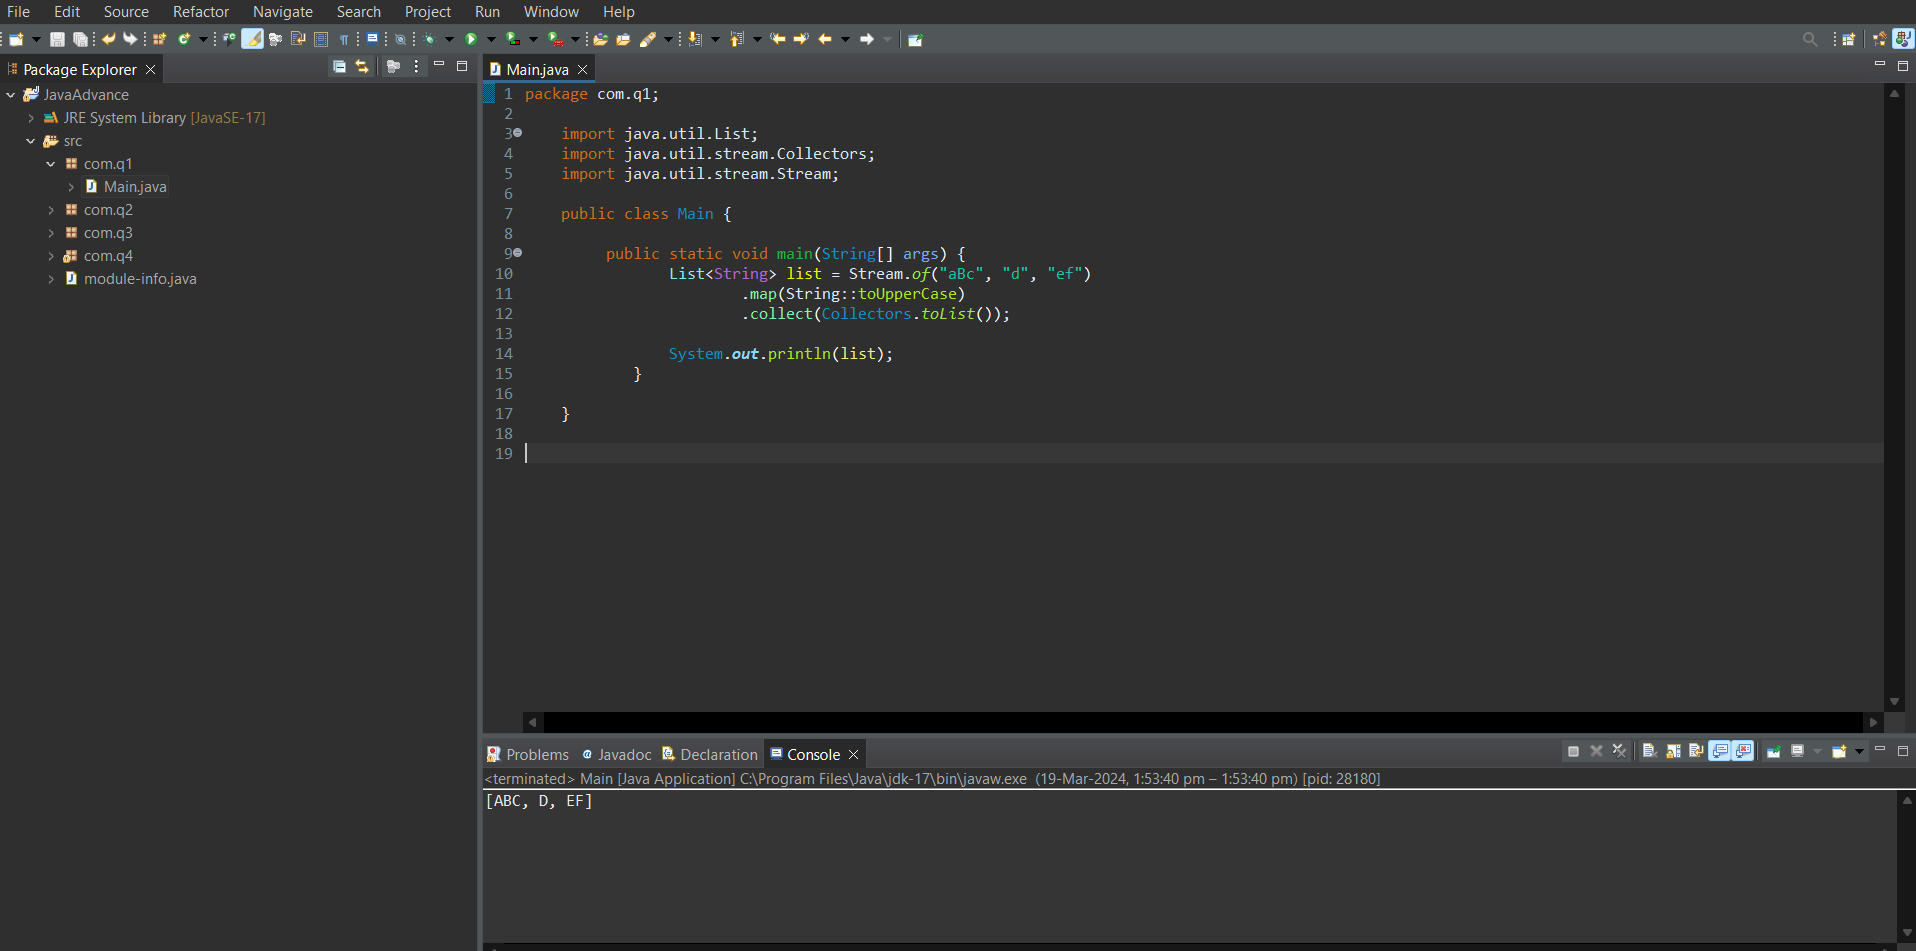 File Edit Source Refactor Navigate Search Project Run Window Help
Package Explorer
JavaAdvance
JRE System Library [JavaSE-17]
src
com.q1
Main.java
com.q2
com.q3
com.q4
module-info.java
Main.java
1 package com.q1;
2
3 import java.util.List;
4 import java.util.stream.Collectors;
5 import java.util.stream.Stream;
6
7 public class Main {
8
9 public static void main(String[] args) {
10 List<String> list = Stream.of("aBc", "d", "ef")
11 .map(String::toUpperCase)
12 .collect(Collectors.toList());
13
14 System.out.println(list);
15 }
16
17 }
18
19
Problems Javadoc Declaration Console
<terminated> Main [Java Application] C:\Program Files\Java\jdk-17\bin\javaw.exe (19-Mar-2024, 1:53:40 pm – 1:53:40 pm) [pid: 28180]
[ABC, D, EF]